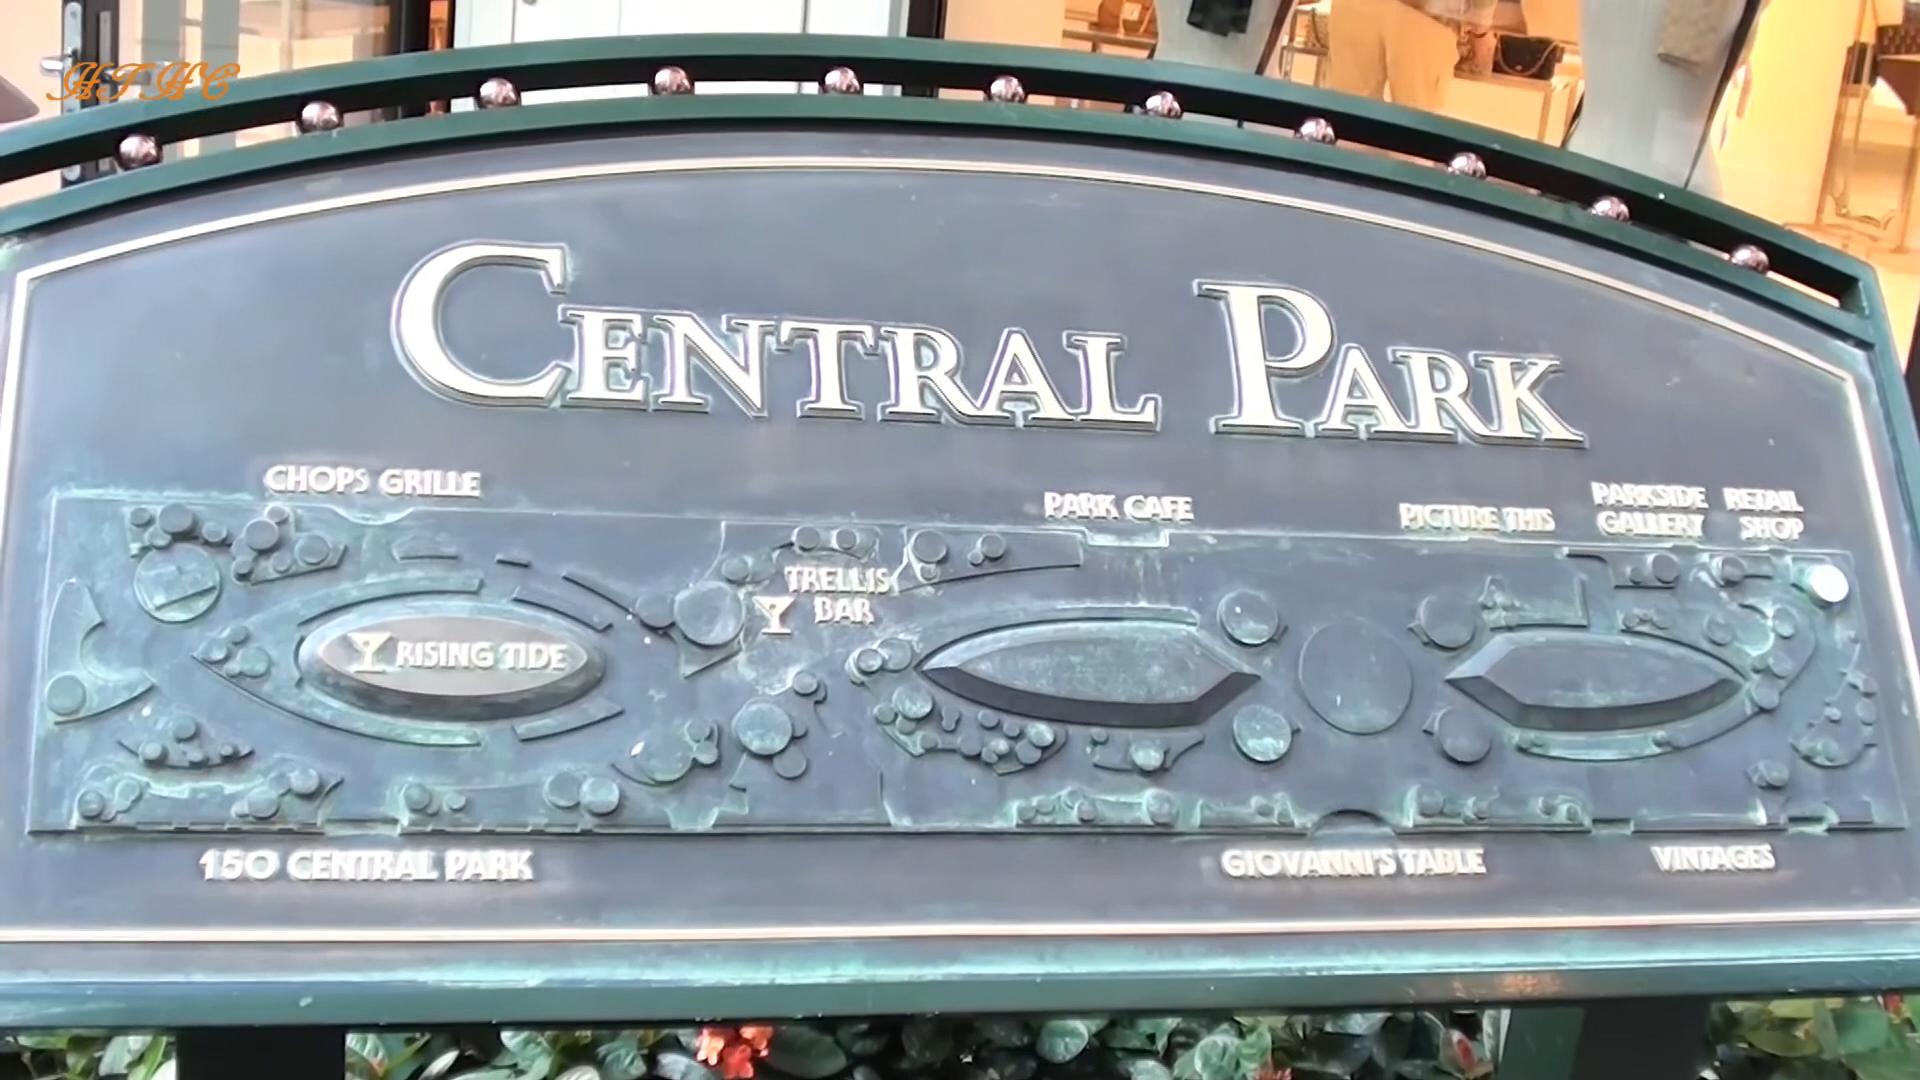 HTHC
CENTRAL PARK
CHOPS GRILLE
PARK CAFE
PICTURE THIS
PARKSIDE
GALLERY
RETAIL
SHOP
TRELLIS
BAR
RISING TIDE
150 CENTRAL PARK
GIOVANNI'S TABLE
VINTAGES